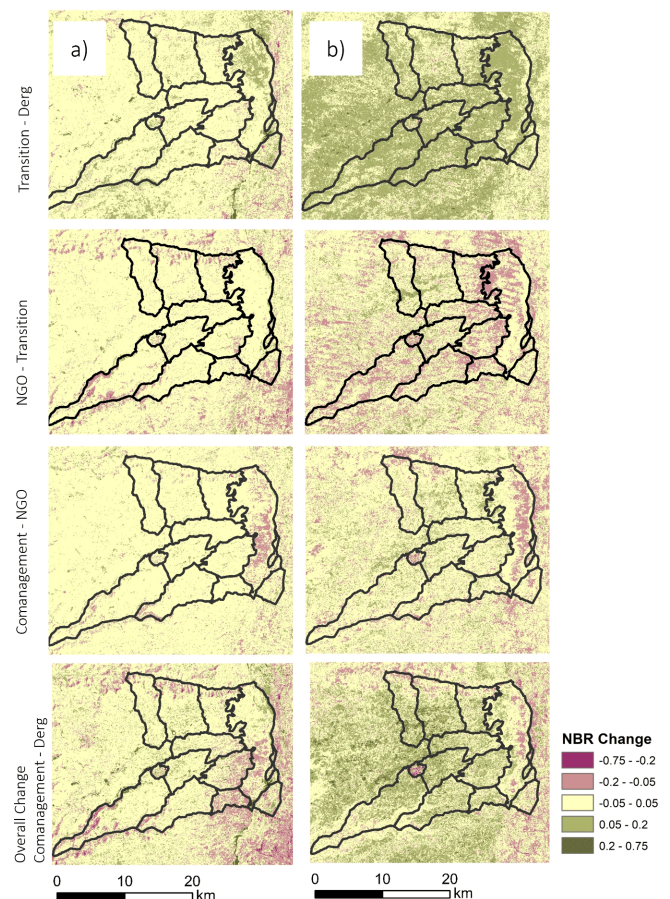 a)
b)
Transition - Derg
NGO - Transition
Comanagement - NGO
Overall Change
Comanagement - Derg
NBR Change
-0.75 - -0.2
-0.2 - -0.05
-0.05 - 0.05
0.05 - 0.2
0.2 - 0.75
0 10 20
km
0 10 20
km